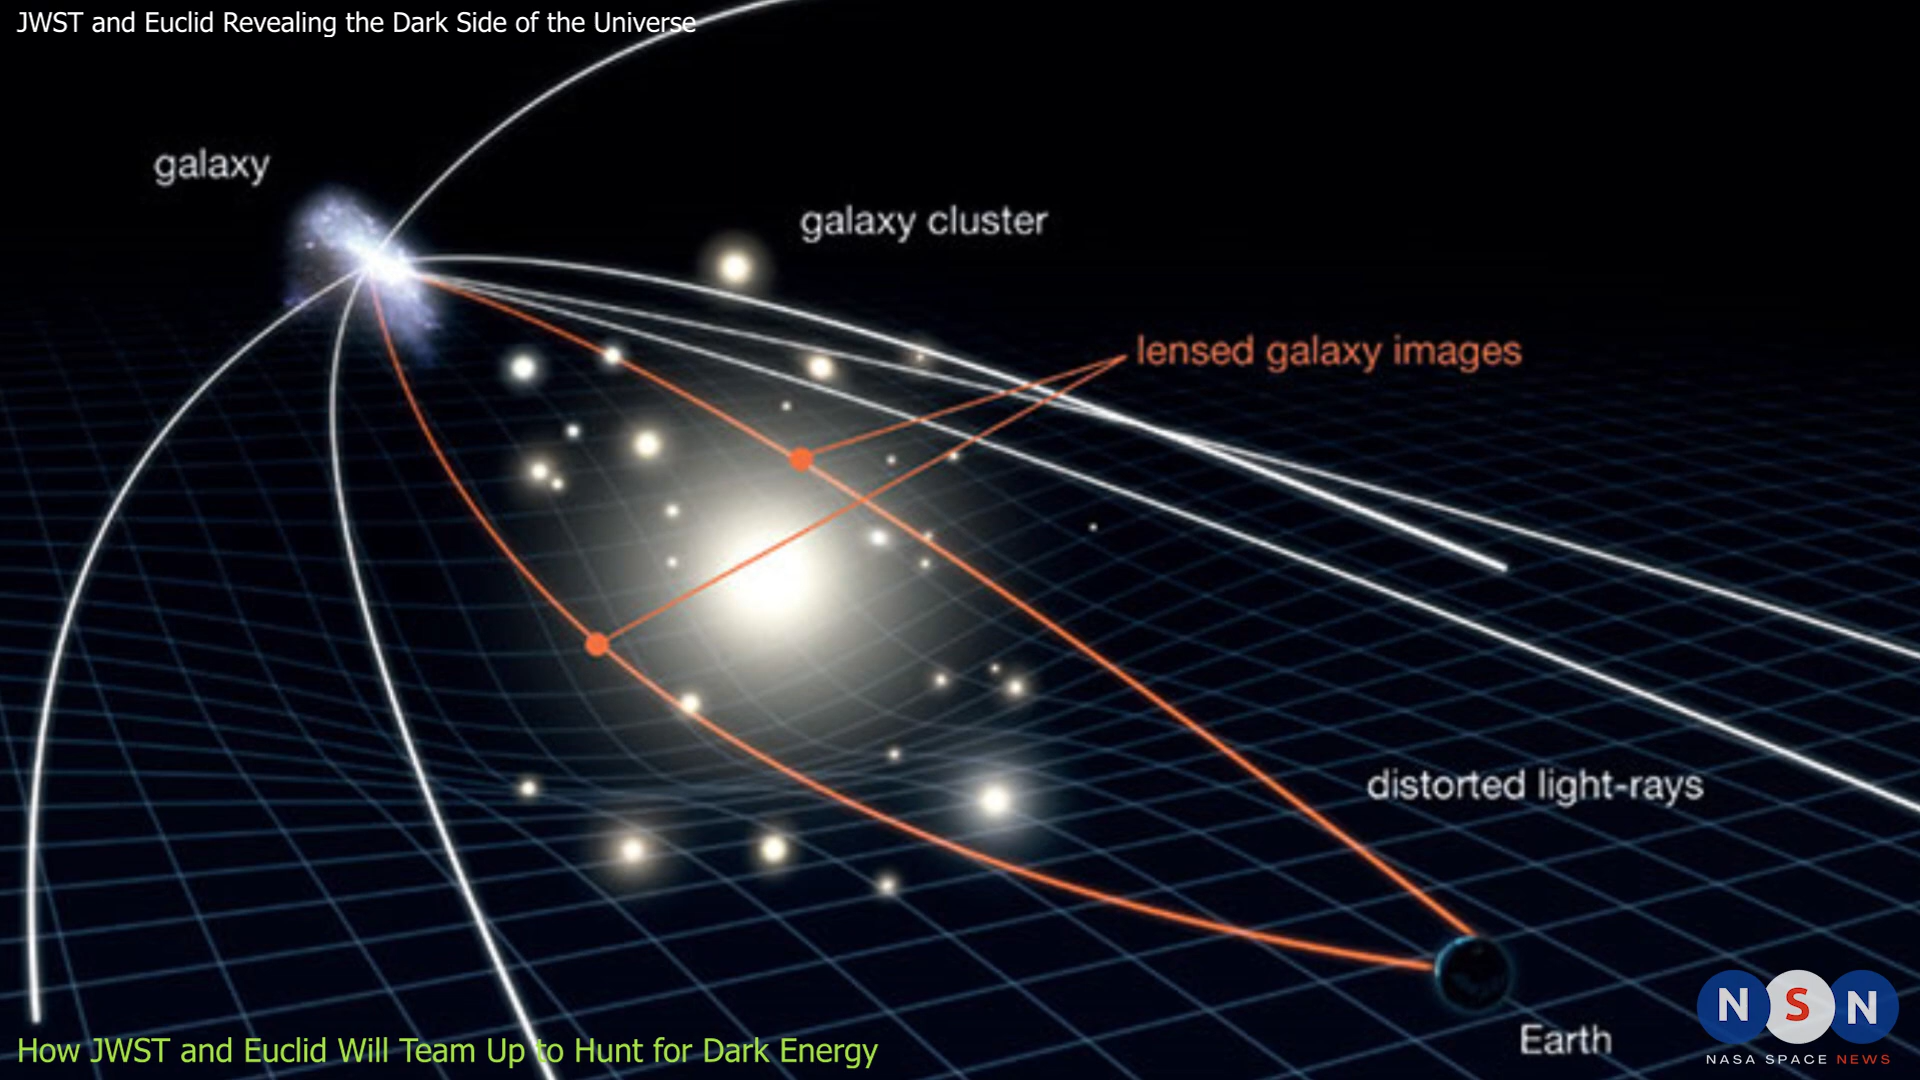 JWST and Euclid Revealing the Dark Side of the Universe
galaxy
galaxy cluster
lensed galaxy images
distorted light-rays
Earth
NSN
NASA SPACE NEWS
How JWST and Euclid Will Team Up to Hunt for Dark Energy